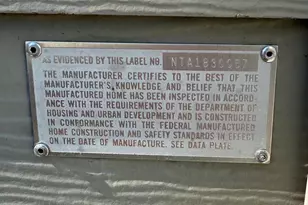 AS EVIDENCED BY THIS LABEL NO.
THE MANUFACTURER CERTIFIES TO THE BEST OF THE
MANUFACTURER'S KNOWLEDGE AND BELIEF THAT THIS
MANUFACTURED HOME HAS BEEN INSPECTED IN ACCORD-
ANCE WITH THE REQUIREMENTS OF THE DEPARTMENT OF
HOUSING AND URBAN DEVELOPMENT AND IS CONSTRUCTED
IN CONFORMANCE WITH THE FEDERAL MANUFACTURED
HOME CONSTRUCTION AND SAFETY STANDARDS IN EFFECT
ON THE DATE OF MANUFACTURE. SEE DATA PLATE.